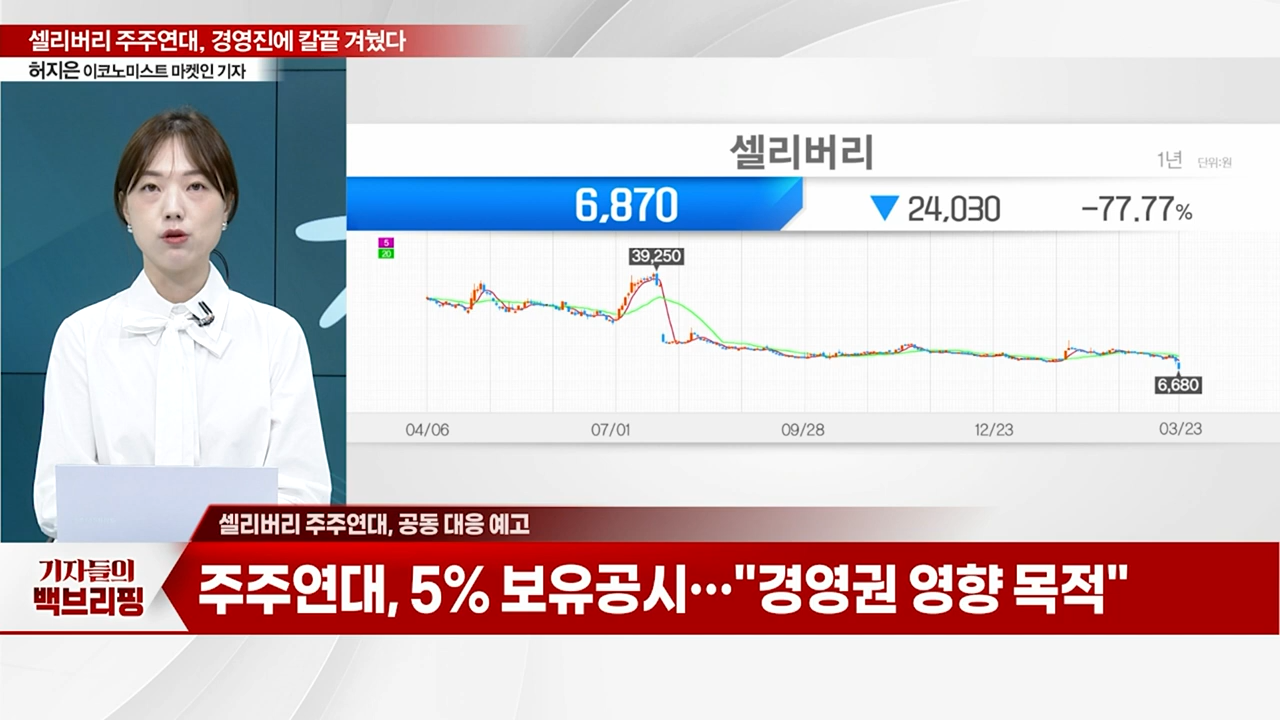 셀리버리 주주연대, 경영진에 칼끝 겨눴다
허지은 이코노미스트 마켓인 기자
셀리버리
1년 단위:원
6,870 ▼ 24,030 -77.77%
5
20
39,250
6,680
04/06 07/01 09/28 12/23 03/23
셀리버리 주주연대, 공동 대응 예고
기자들의
백브리핑
주주연대, 5% 보유공시…"경영권 영향 목적"